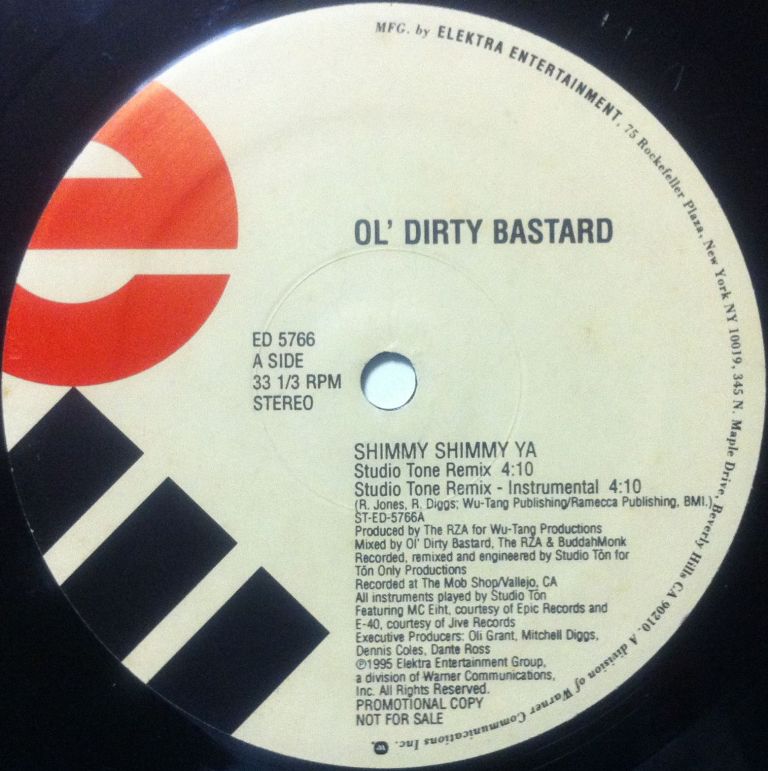 MFG. by ELEKTRA ENTERTAINMENT, 75 Rockefeller Plaza, New York NY 10019, 345 N. Maple Drive, Beverly Hills CA 90210. A division of Warner Communications Inc.
OL' DIRTY BASTARD
ED 5766
A SIDE
33 1/3 RPM
STEREO
SHIMMY SHIMMY YA
Studio Tone Remix 4:10
Studio Tone Remix - Instrumental 4:10
(R. Jones, R. Diggs; Wu-Tang Publishing/Ramecca Publishing, BMI.)
ST-ED-5766A
Produced by The RZA for Wu-Tang Productions
Mixed by Ol' Dirty Bastard, The RZA & BuddahMonk
Recorded, remixed and engineered by Studio Tön for
Tön Only Productions
Recorded at The Mob Shop/Vallejo, CA
All instruments played by Studio Tön
Featuring MC Eiht, courtesy of Epic Records and
E-40, courtesy of Jive Records
Executive Producers: Oli Grant, Mitchell Diggs,
Dennis Coles, Dante Ross
℗1995 Elektra Entertainment Group,
a division of Warner Communications,
Inc. All Rights Reserved.
PROMOTIONAL COPY
NOT FOR SALE